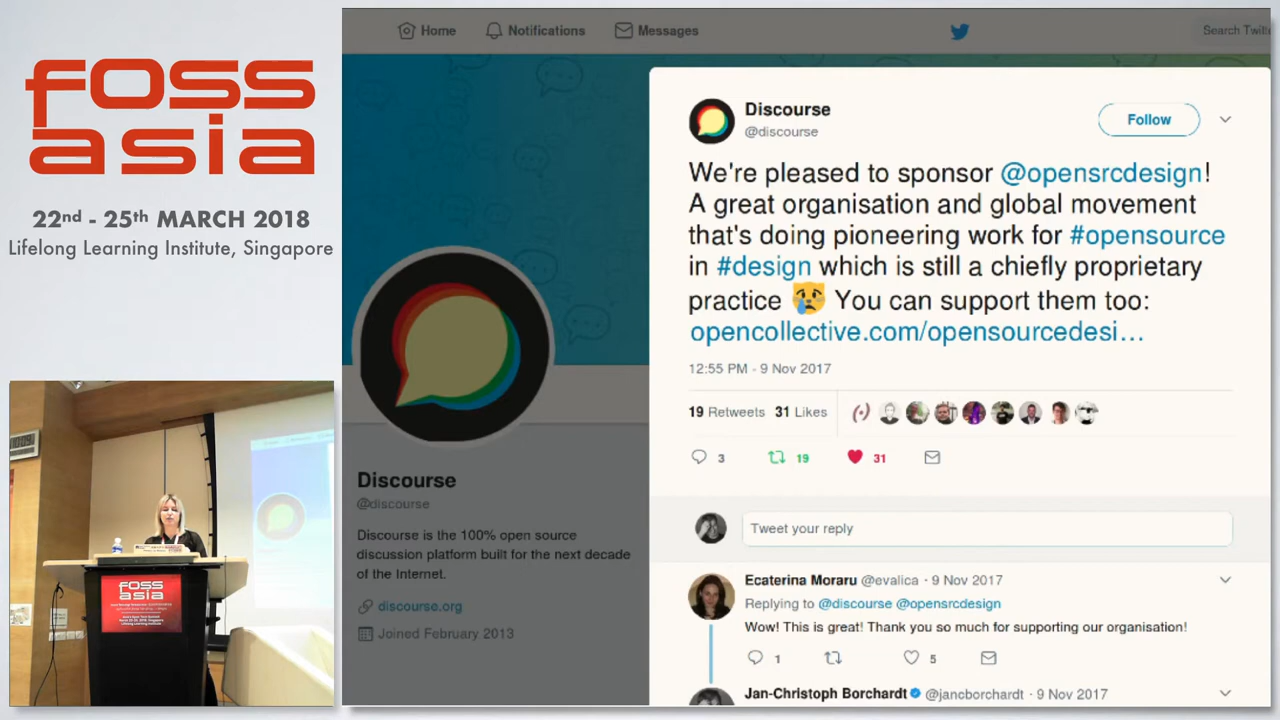 foss
asia
22nd - 25th MARCH 2018
Lifelong Learning Institute, Singapore
Home Notifications Messages
Search Twitte
Discourse
@discourse
Follow
We're pleased to sponsor @opensrcdesign!
A great organisation and global movement
that's doing pioneering work for #opensource
in #design which is still a chiefly proprietary
practice 😿 You can support them too:
opencollective.com/opensourcedesi…
12:55 PM - 9 Nov 2017
19 Retweets 31 Likes
3 19 31
Tweet your reply
Ecaterina Moraru @evalica · 9 Nov 2017
Replying to @discourse @opensrcdesign
Wow! This is great! Thank you so much for supporting our organisation!
1 5
Jan-Christoph Borchardt @jancborchardt · 9 Nov 2017
Discourse
@discourse
Discourse is the 100% open source
discussion platform built for the next decade
of the Internet.
discourse.org
Joined February 2013
foss
asia